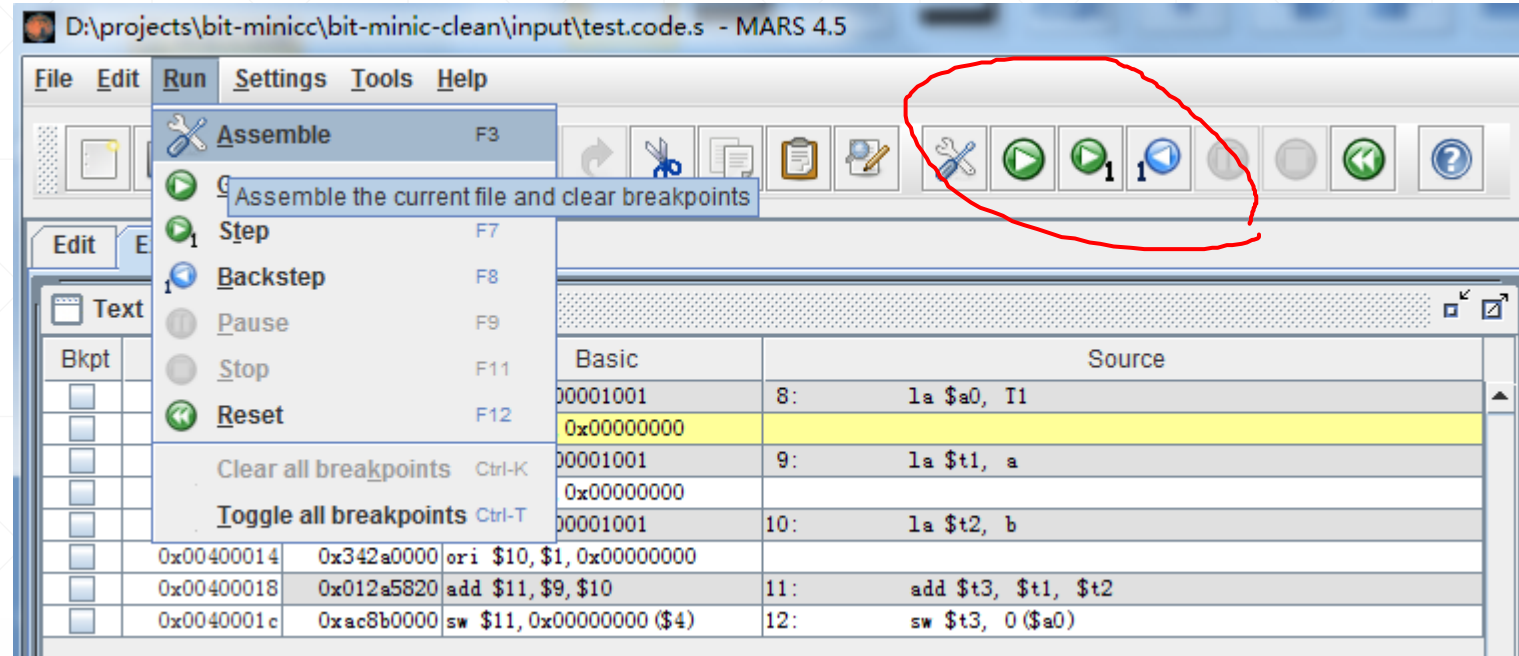 D:\projects\bit-minicc\bit-minic-clean\input\test.code.s - MARS 4.5
File Edit Run Settings Tools Help
Assemble F3
Assemble the current file and clear breakpoints
Step F7
Backstep F8
Pause F9
Stop F11
Reset F12
Clear all breakpoints Ctrl-K
Toggle all breakpoints Ctrl-T
1 1
Edit
Text
Bkpt Basic Source
00001001 8: la $a0, T1
0x00000000
00001001 9: la $t1, a
0x00000000
00001001 10: la $t2, b
0x00400014 0x342a0000 ori $10,$1,0x00000000
0x00400018 0x012a5820 add $11,$9,$10 11: add $t3, $t1, $t2
0x0040001c 0xac8b0000 sw $11,0x00000000($4) 12: sw $t3, 0($a0)